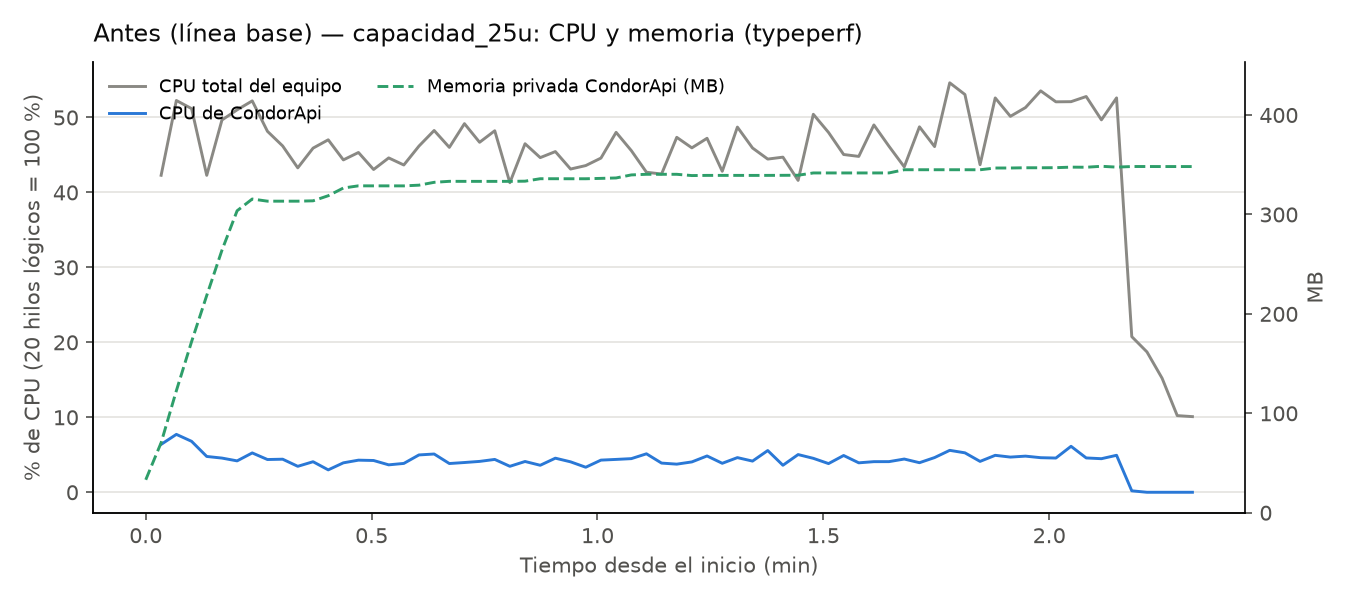 Antes (línea base) — capacidad_25u: CPU y memoria (typeperf)
CPU total del equipo
CPU de CondorApi
Memoria privada CondorApi (MB)
% de CPU (20 hilos lógicos = 100 %)
50
40
30
20
10
0
400
300
200
100
0
MB
0.0
0.5
1.0
1.5
2.0
Tiempo desde el inicio (min)